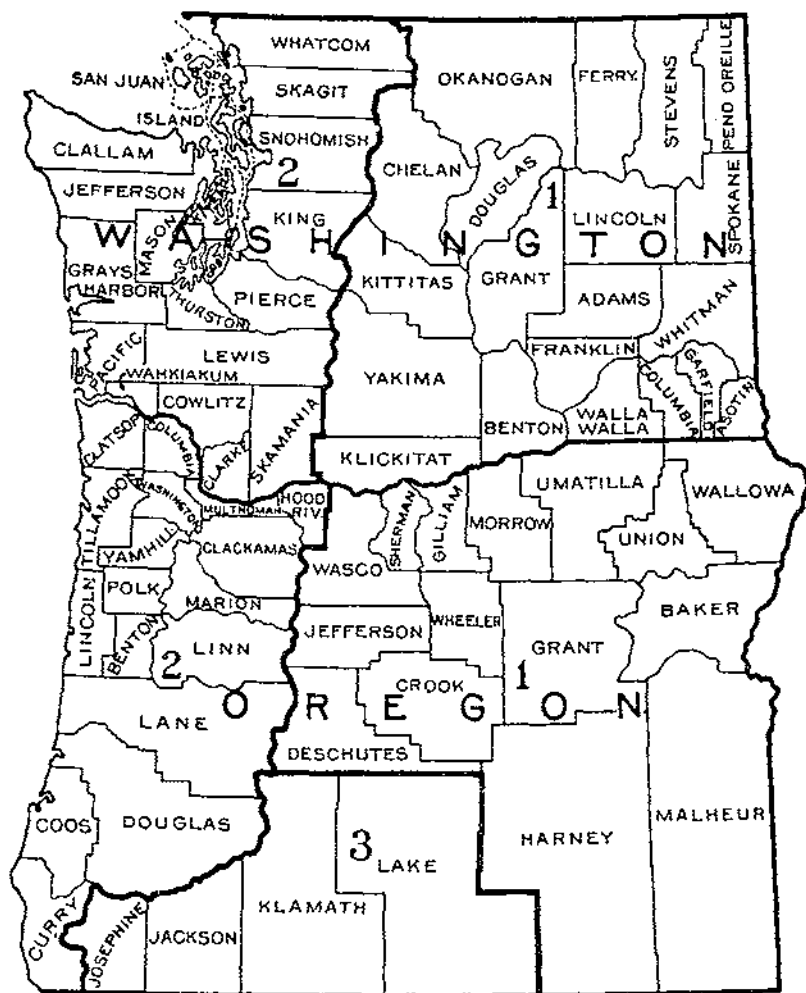 WHATCOM
OKANOGAN
FERRY
STEVENS
PEND OREILLE
SAN JUAN
SKAGIT
ISLAND
SNOHOMISH
CLALLAM
2
CHELAN
DOUGLAS
1
JEFFERSON
MASON
KING
LINCOLN
SPOKANE
WASHINGTON
GRAYS
HARBOR
THURSTON
PIERCE
KITTITAS
GRANT
ADAMS
WHITMAN
PACIFIC
LEWIS
FRANKLIN
WAHKIAKUM
YAKIMA
COLUMBIA
GARFIELD
ASOTIN
COWLITZ
SKAMANIA
BENTON
WALLA
WALLA
CLATSOP
COLUMBIA
CLARKE
KLICKITAT
UMATILLA
WALLOWA
TILLAMOOK
WASHINGTON
MULTNOMAH
HOOD
RIV.
SHERMAN
GILLIAM
MORROW
UNION
YAMHILL
CLACKAMAS
WASCO
LINCOLN
POLK
MARION
BAKER
BENTON
LINN
JEFFERSON
WHEELER
GRANT
2
CROOK
1
OREGON
LANE
DESCHUTES
COOS
DOUGLAS
HARNEY
MALHEUR
3
LAKE
CURRY
JOSEPHINE
JACKSON
KLAMATH